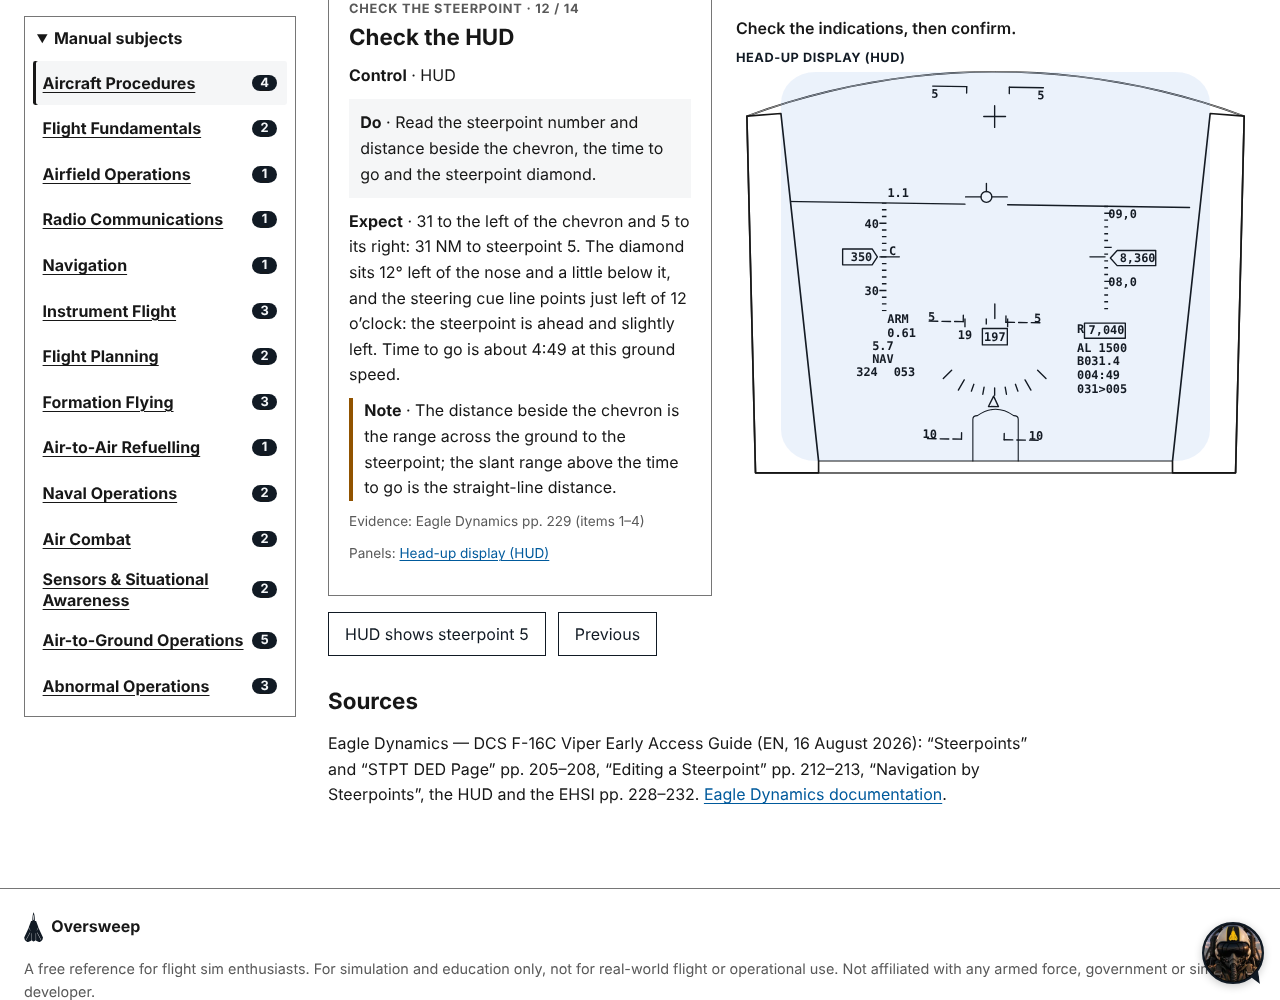 ▼ Manual subjects
Aircraft Procedures 4
Flight Fundamentals 2
Airfield Operations 1
Radio Communications 1
Navigation 1
Instrument Flight 3
Flight Planning 2
Formation Flying 3
Air-to-Air Refuelling 1
Naval Operations 2
Air Combat 2
Sensors & Situational
Awareness 2
Air-to-Ground Operations 5
Abnormal Operations 3
CHECK THE STEERPOINT · 12 / 14
Check the HUD
Control · HUD
Do · Read the steerpoint number and
distance beside the chevron, the time to
go and the steerpoint diamond.
Expect · 31 to the left of the chevron and 5 to
its right: 31 NM to steerpoint 5. The diamond
sits 12° left of the nose and a little below it,
and the steering cue line points just left of 12
o’clock: the steerpoint is ahead and slightly
left. Time to go is about 4:49 at this ground
speed.
Note · The distance beside the chevron is
the range across the ground to the
steerpoint; the slant range above the time
to go is the straight-line distance.
Evidence: Eagle Dynamics pp. 229 (items 1–4)
Panels: Head-up display (HUD)
HUD shows steerpoint 5
Previous
Check the indications, then confirm.
HEAD-UP DISPLAY (HUD)
5 5
1.1
40 09,0
350 C 8,360
30 08,0
ARM 5 5
0.61 19 197 R 7,040
5.7 AL 1500
NAV B031.4
324 053 004:49
031>005
10 10
Sources
Eagle Dynamics — DCS F-16C Viper Early Access Guide (EN, 16 August 2026): “Steerpoints”
and “STPT DED Page” pp. 205–208, “Editing a Steerpoint” pp. 212–213, “Navigation by
Steerpoints”, the HUD and the EHSI pp. 228–232. Eagle Dynamics documentation.
Oversweep
A free reference for flight sim enthusiasts. For simulation and education only, not for real-world flight or operational use. Not affiliated with any armed force, government or sim
developer.